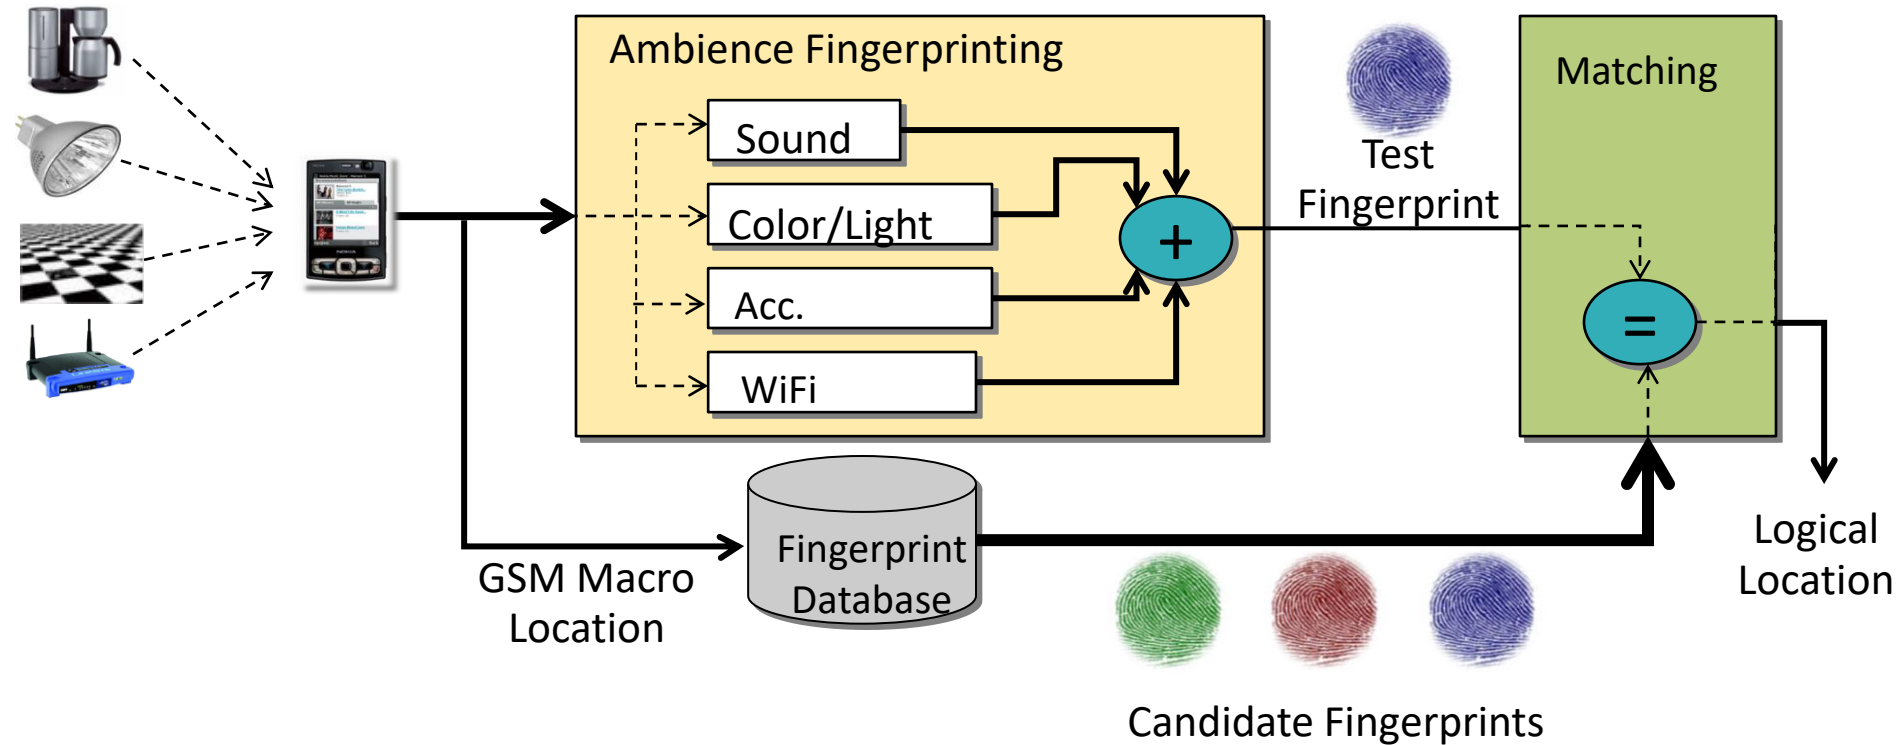 Ambience Fingerprinting
Sound
Color/Light
Acc.
WiFi
+
Test
Fingerprint
Matching
=
Logical
Location
GSM Macro
Location
Fingerprint
Database
Candidate Fingerprints